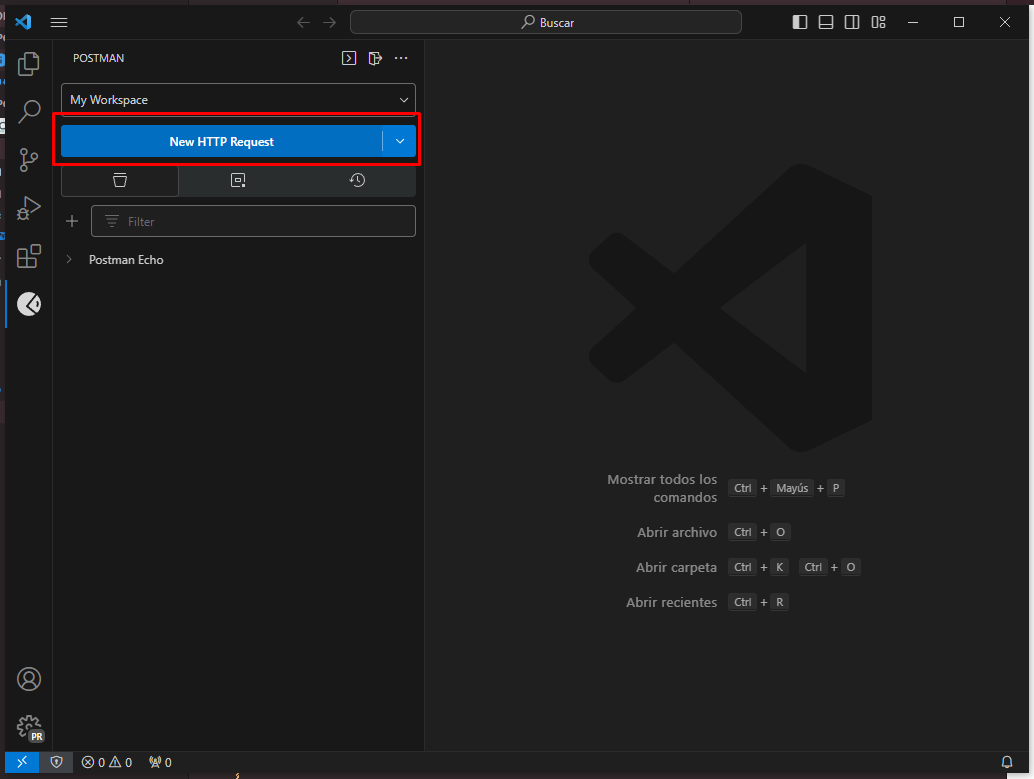 Buscar
POSTMAN
My Workspace
New HTTP Request
Filter
Postman Echo
Mostrar todos los
comandos
Ctrl + Mayús + P
Abrir archivo Ctrl + O
Abrir carpeta Ctrl + K Ctrl + O
Abrir recientes Ctrl + R
PR
0 0 0